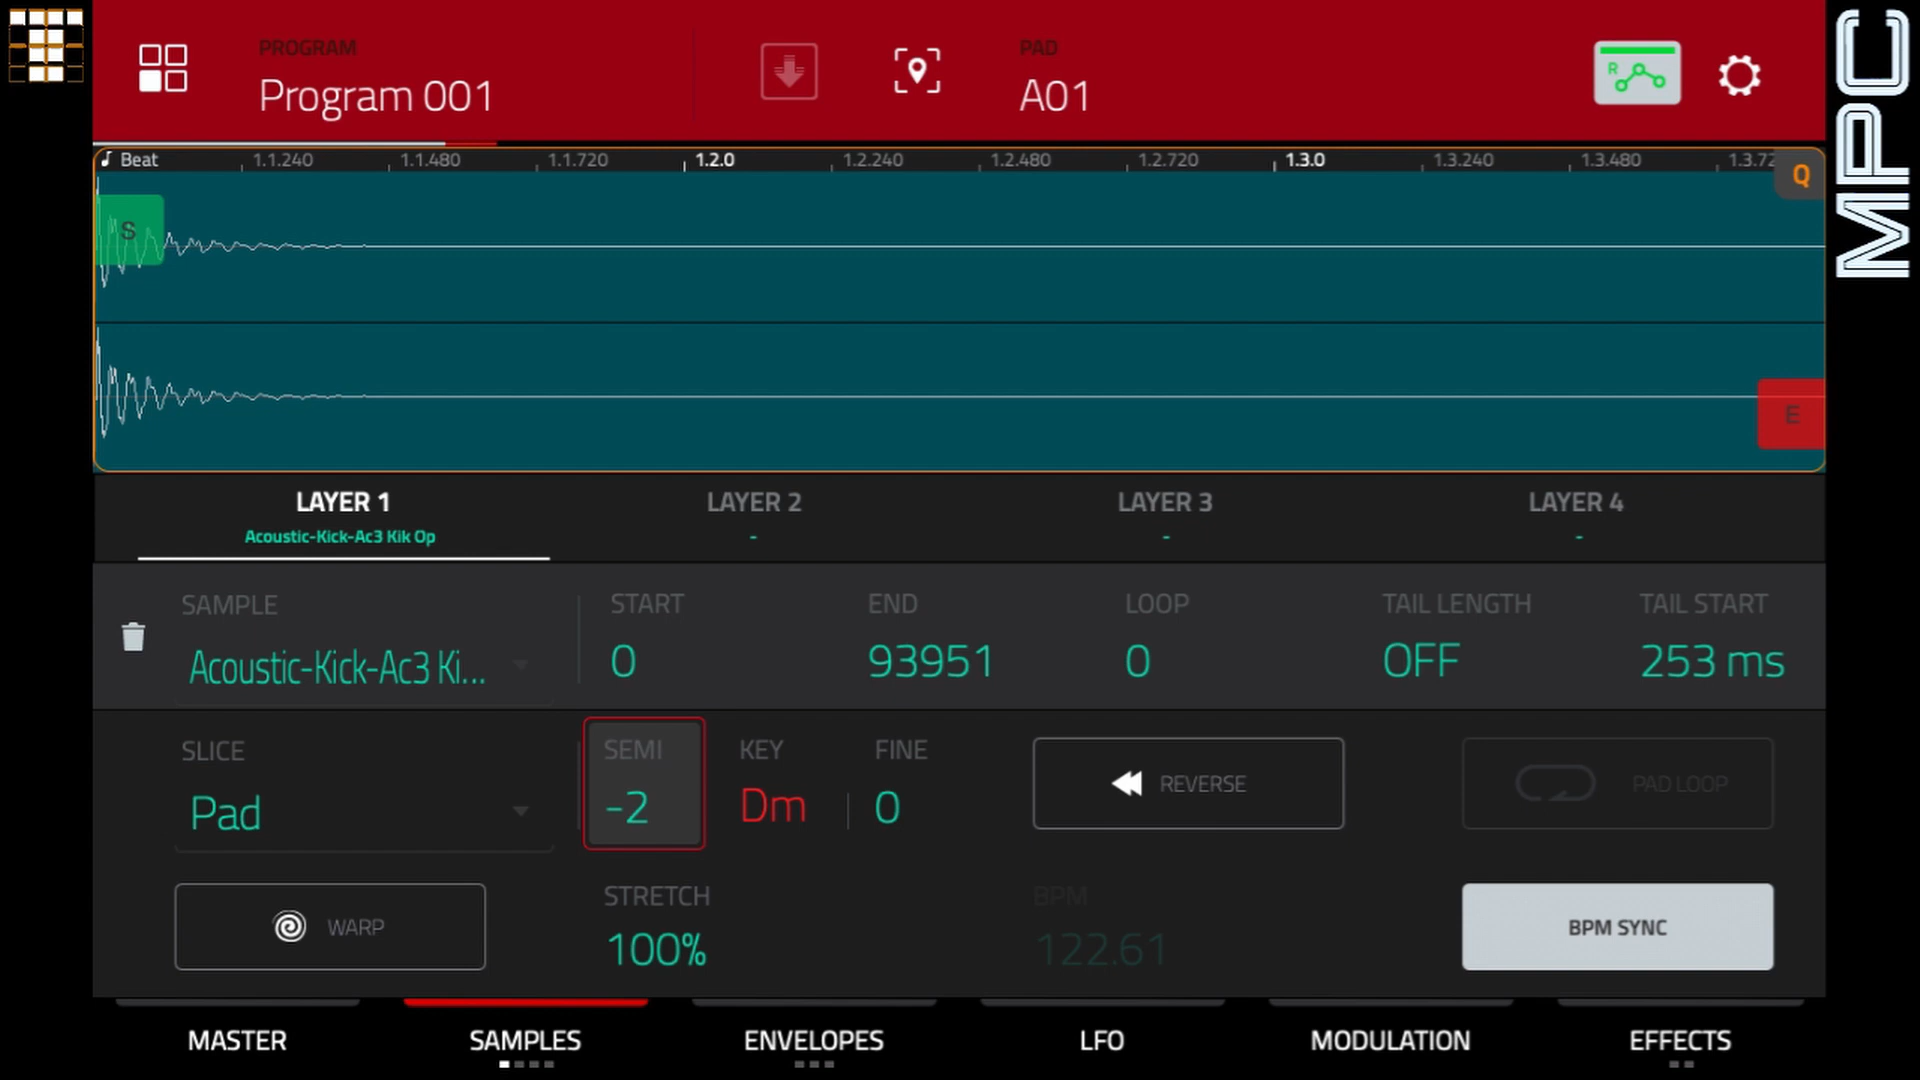 PROGRAM
Program 001
PAD
A01
R
MPC
Beat 1.1.240 1.1.480 1.1.720 1.2.0 1.2.240 1.2.480 1.2.720 1.3.0 1.3.240 1.3.480 1.3.72
Q
S
E
LAYER 1 LAYER 2 LAYER 3 LAYER 4
Acoustic-Kick-Ac3 Kik Op - - -
SAMPLE START END LOOP TAIL LENGTH TAIL START
Acoustic-Kick-Ac3 Ki... 0 93951 0 OFF 253 ms
SLICE SEMI KEY FINE
Pad -2 Dm 0
REVERSE
PAD LOOP
STRETCH BPM
WARP 100% 122.61 BPM SYNC
MASTER SAMPLES ENVELOPES LFO MODULATION EFFECTS